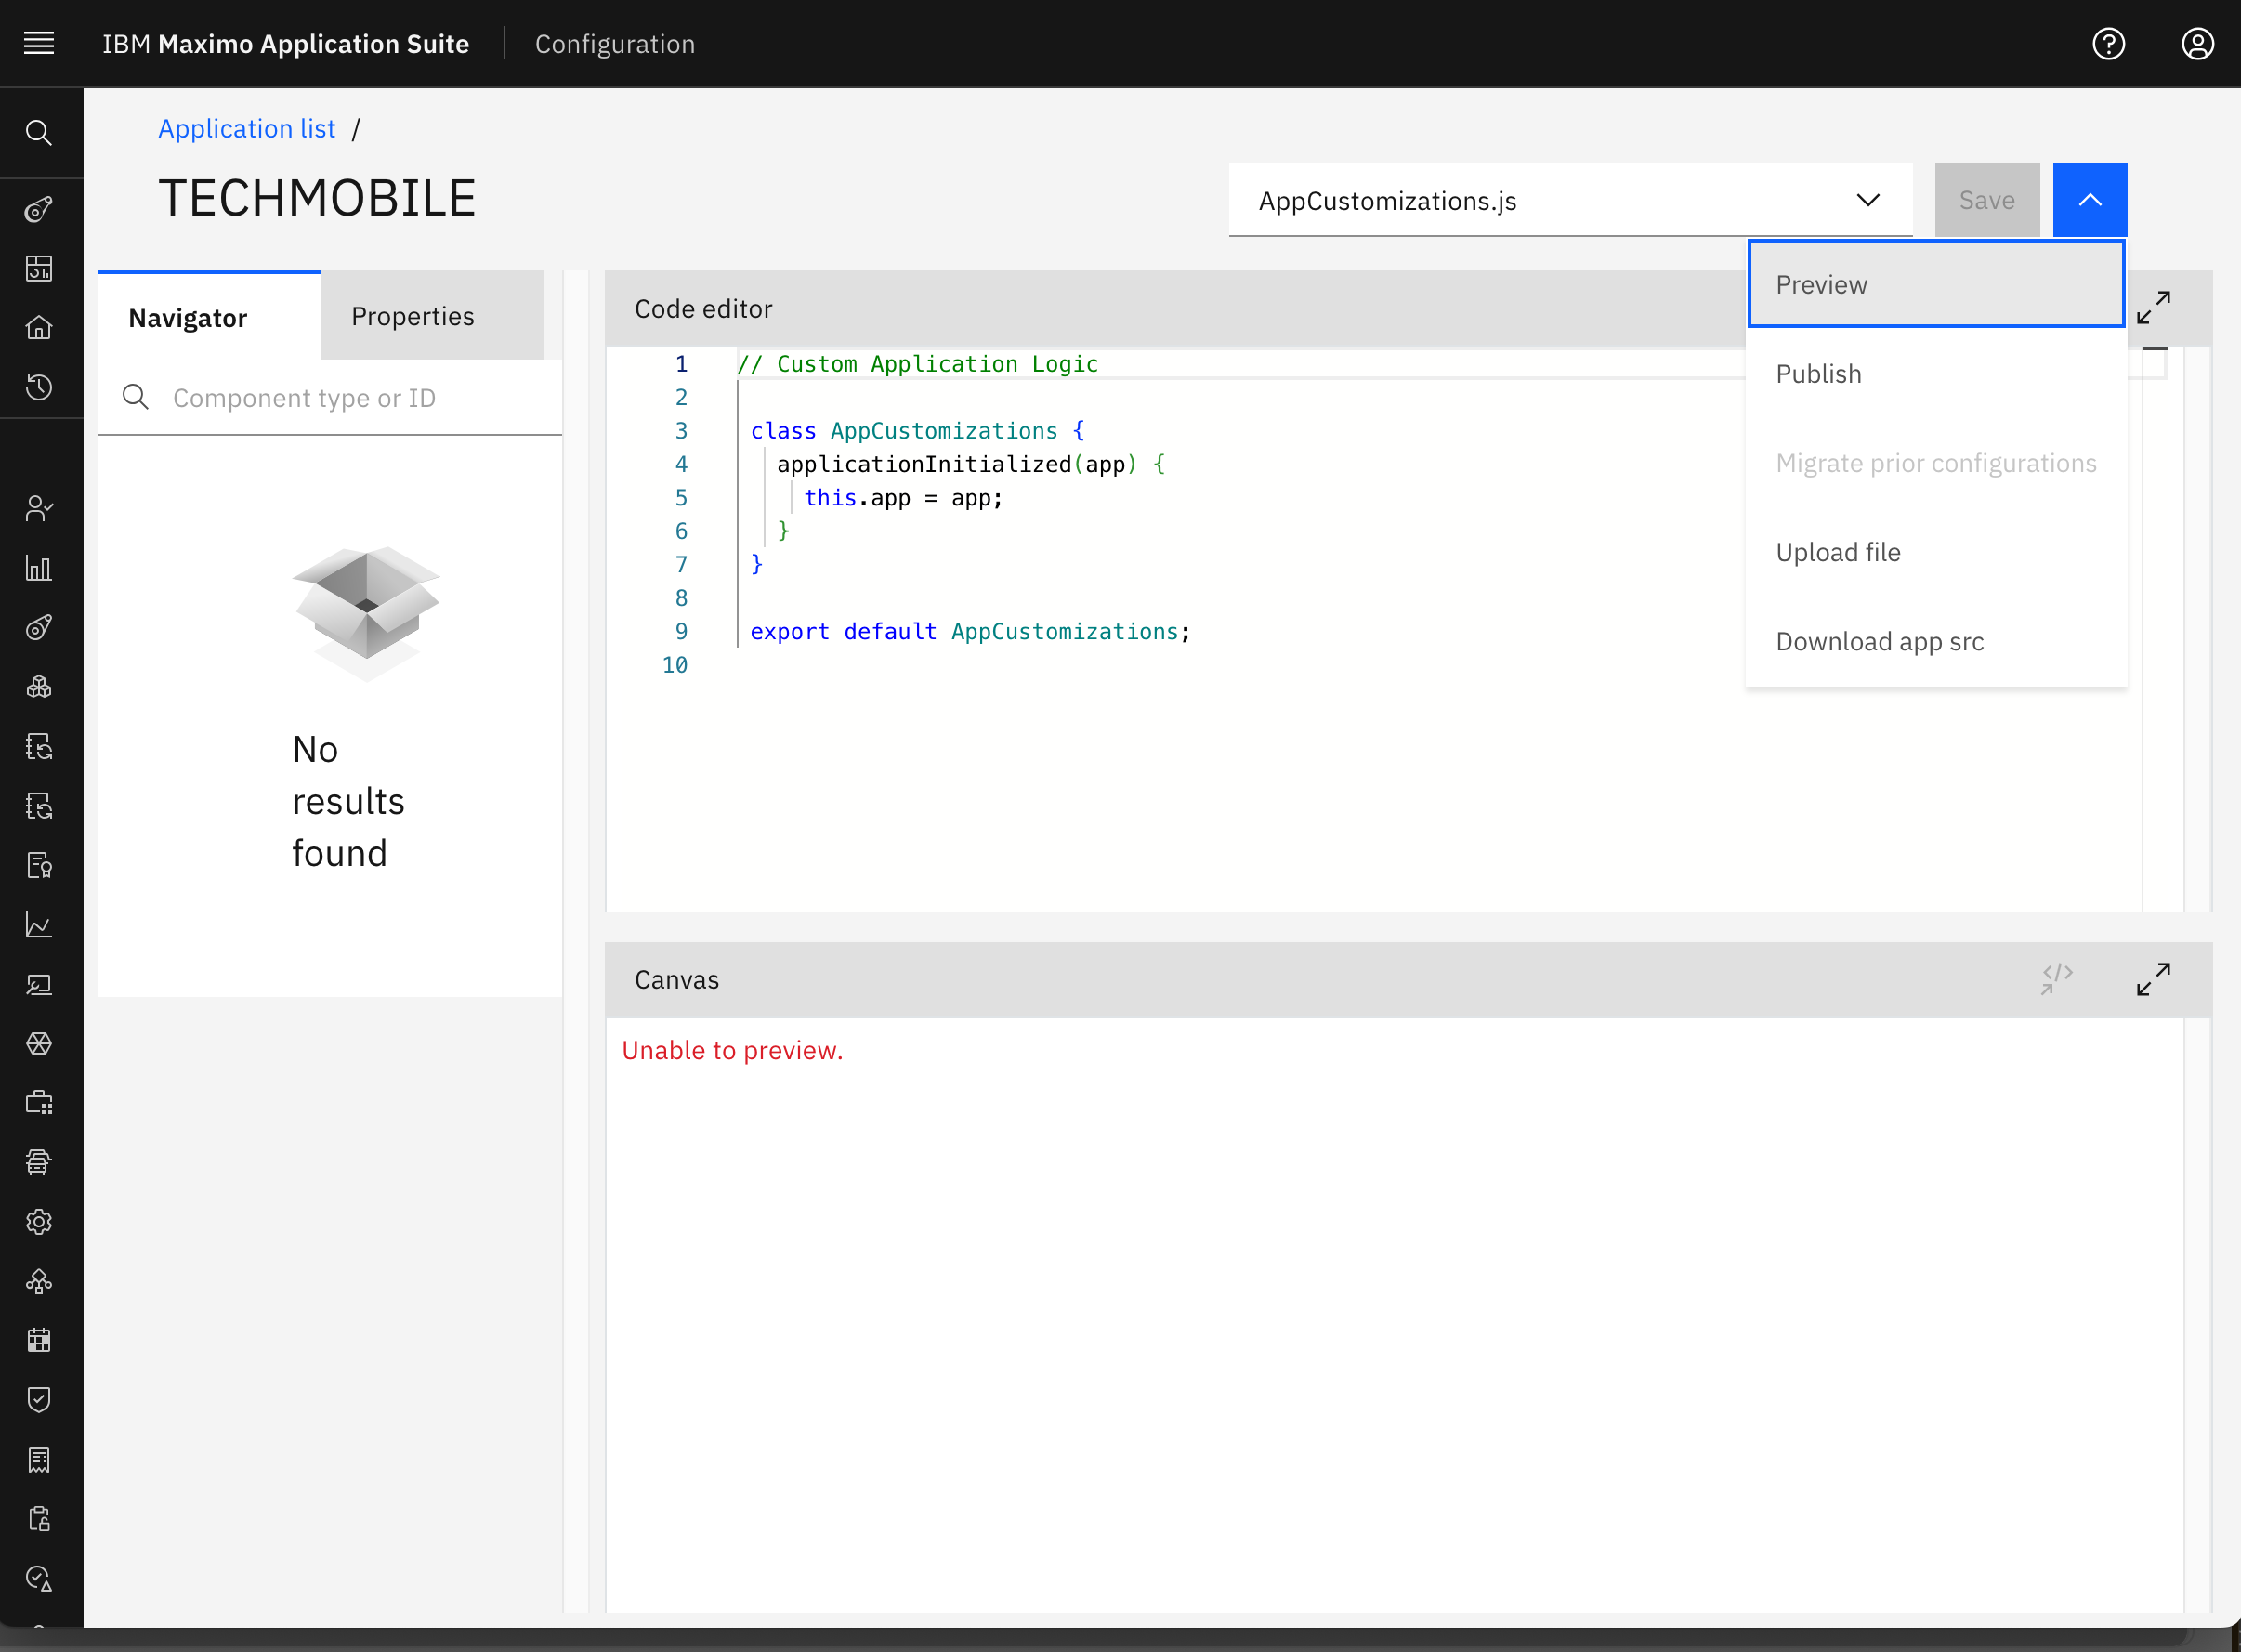 IBM Maximo Application Suite
Configuration
Application list /
TECHMOBILE
AppCustomizations.js
Save
Preview
Publish
Migrate prior configurations
Upload file
Download app src
Navigator
Properties
Component type or ID
No
results
found
Code editor
1 // Custom Application Logic
2
3 class AppCustomizations {
4 applicationInitialized(app) {
5 this.app = app;
6 }
7 }
8
9 export default AppCustomizations;
10
Canvas
Unable to preview.